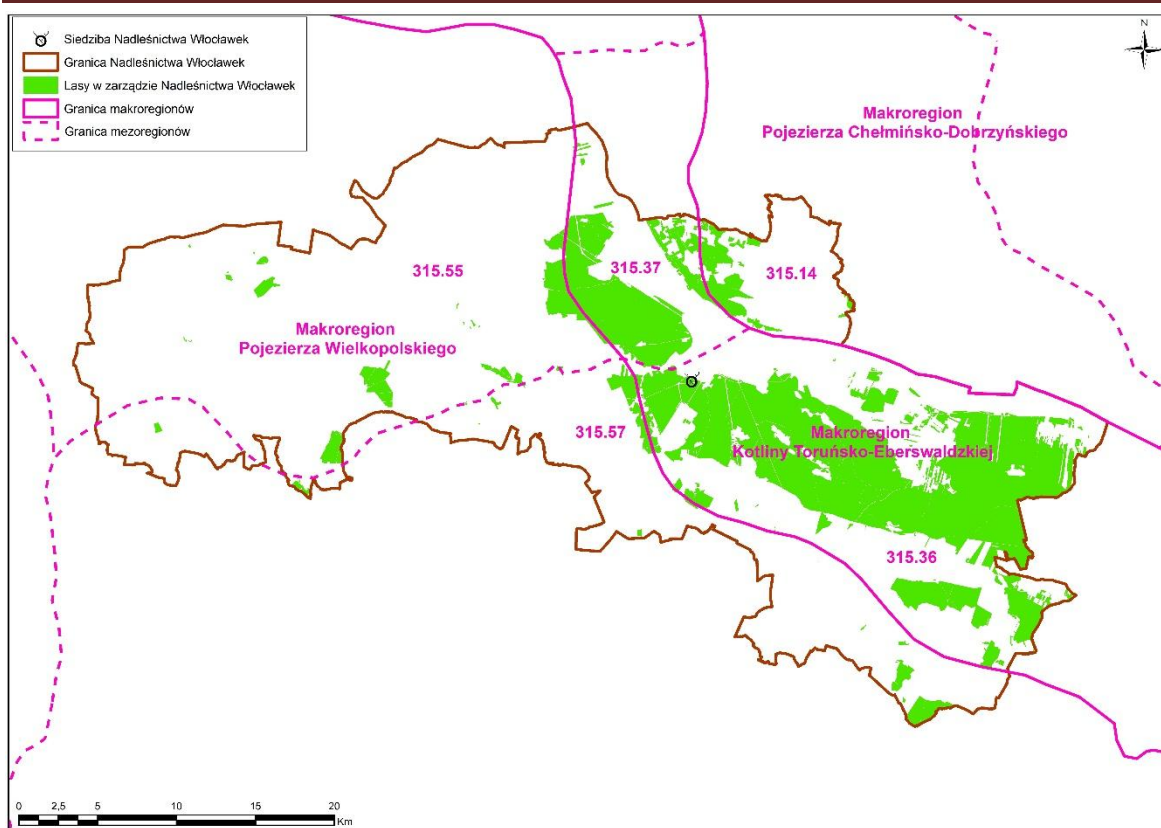 Siedziba Nadleśnictwa Włocławek
Granica Nadleśnictwa Włocławek
Lasy w zarządzie Nadleśnictwa Włocławek
Granica makroregionów
Granica mezoregionów
N
Makroregion
Pojezierza Chełmińsko-Dobrzyńskiego
315.55
315.37
315.14
Makroregion
Pojezierza Wielkopolskiego
315.57
Makroregion
Kotliny Toruńsko-Eberswaldzkiej
315.36
0 2,5 5 10 15 20
Km